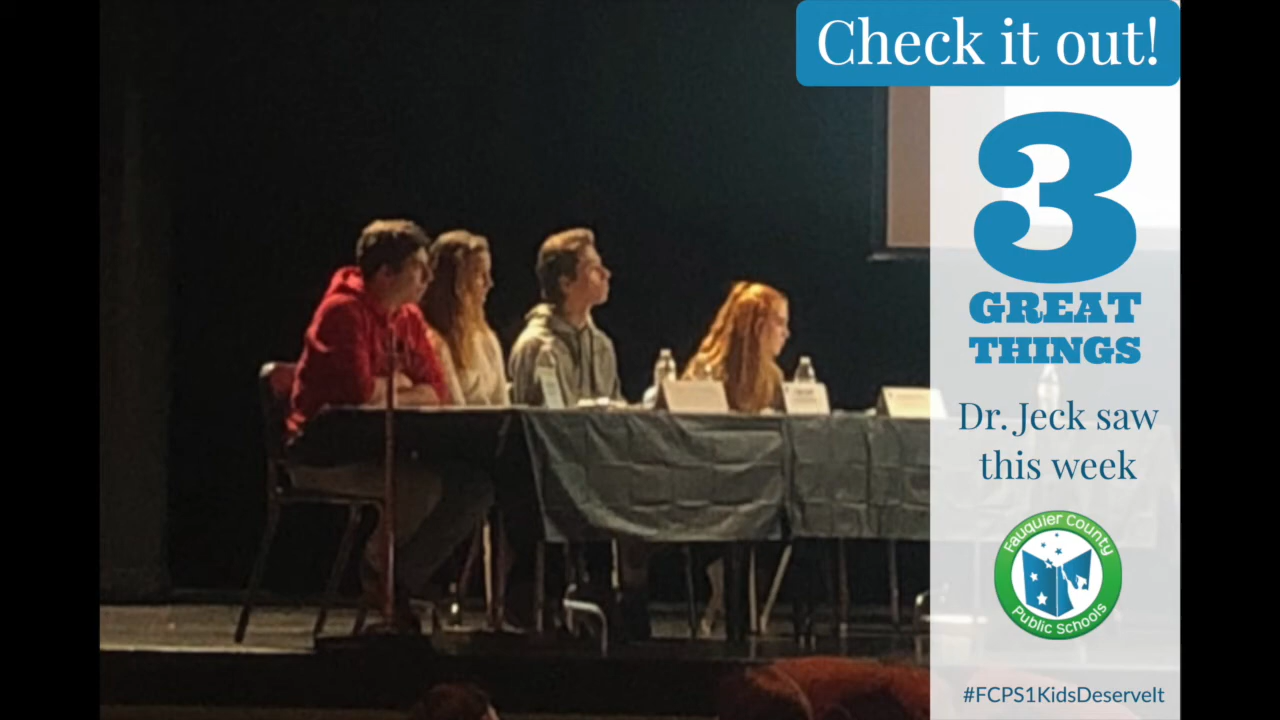 Check it out!
3
GREAT
THINGS
Dr. Jeck saw
this week
Fauquier County
Public Schools
#FCPS1KidsDeserveIt